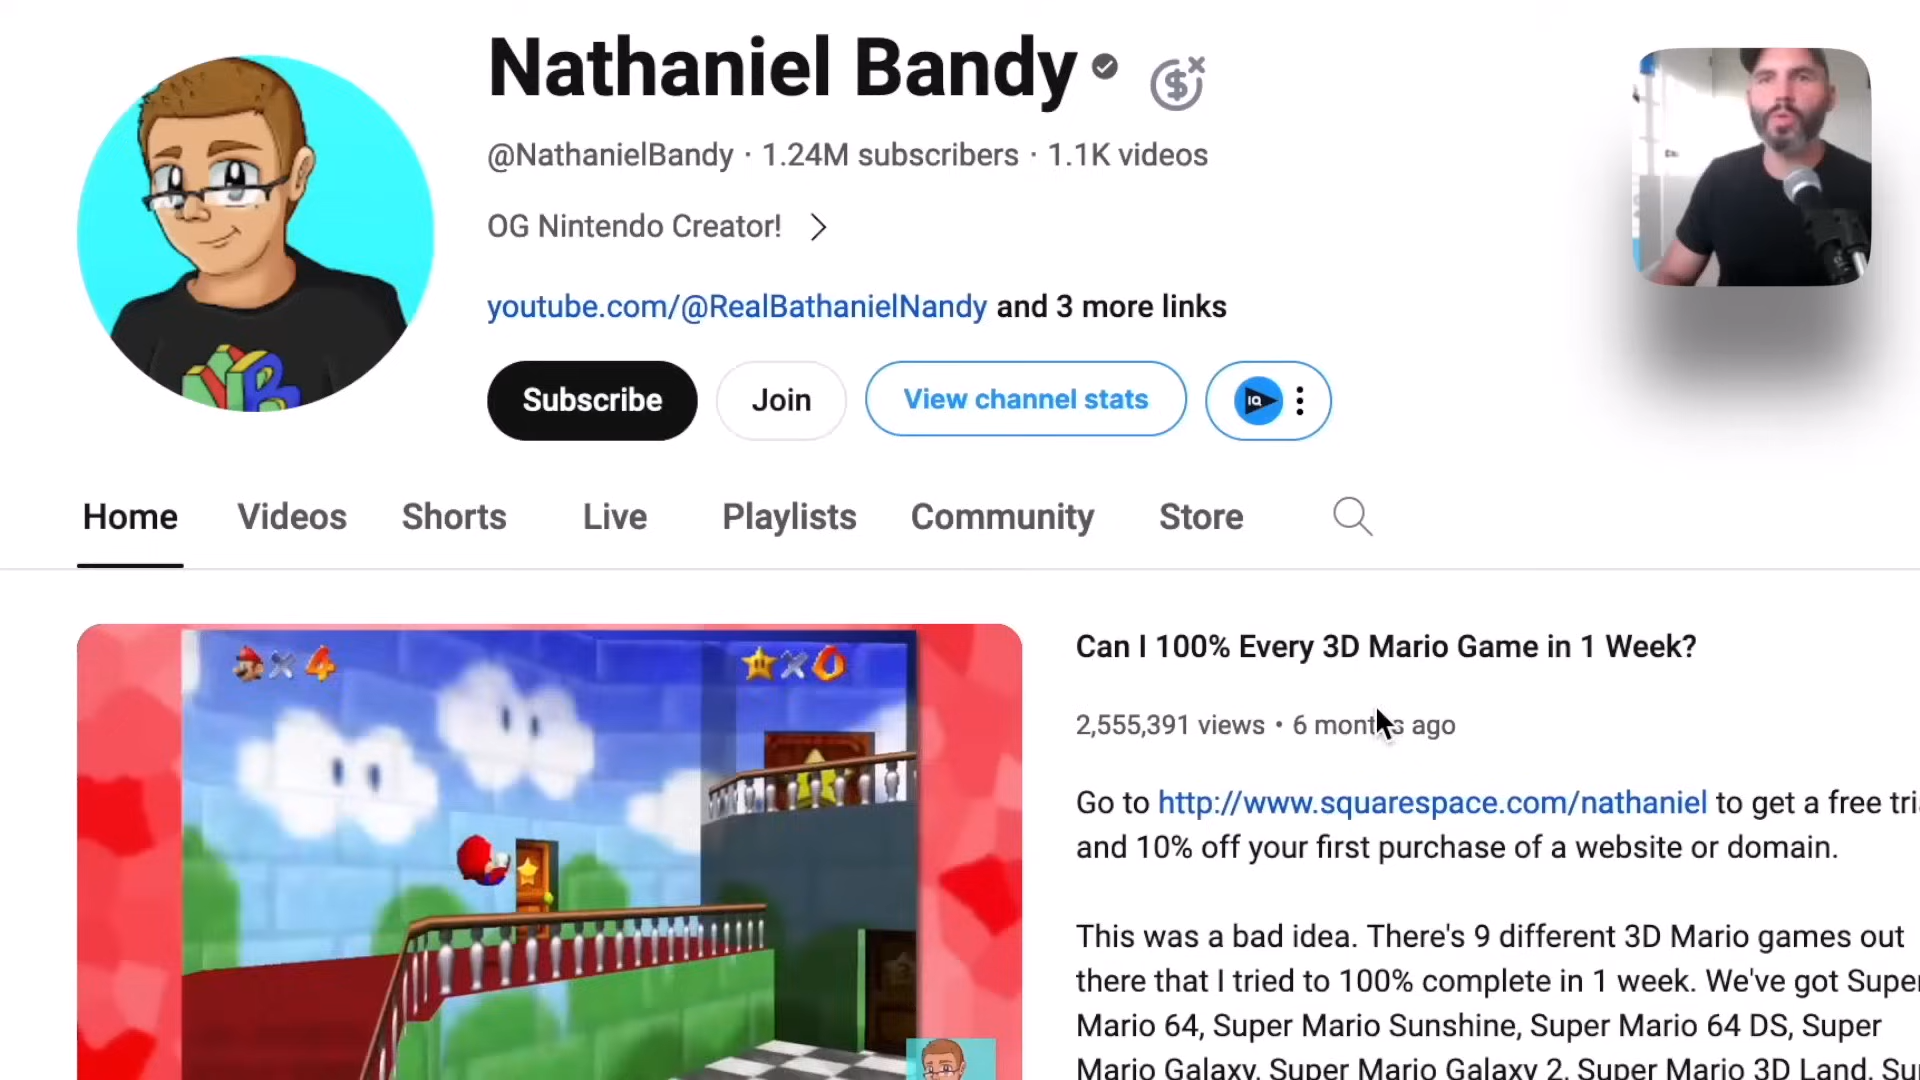 Nathaniel Bandy
@NathanielBandy · 1.24M subscribers · 1.1K videos
OG Nintendo Creator!
youtube.com/@RealBathanielNandy and 3 more links
Subscribe Join View channel stats IQ
Home Videos Shorts Live Playlists Community Store
×4 ×0
Can I 100% Every 3D Mario Game in 1 Week?
2,555,391 views • 6 months ago
Go to http://www.squarespace.com/nathaniel to get a free
and 10% off your first purchase of a website or domain.
This was a bad idea. There's 9 different 3D Mario games out
there that I tried to 100% complete in 1 week. We've got Super
Mario 64, Super Mario Sunshine, Super Mario 64 DS, Super
Mario Galaxy, Super Mario Galaxy 2, Super Mario 3D Land,